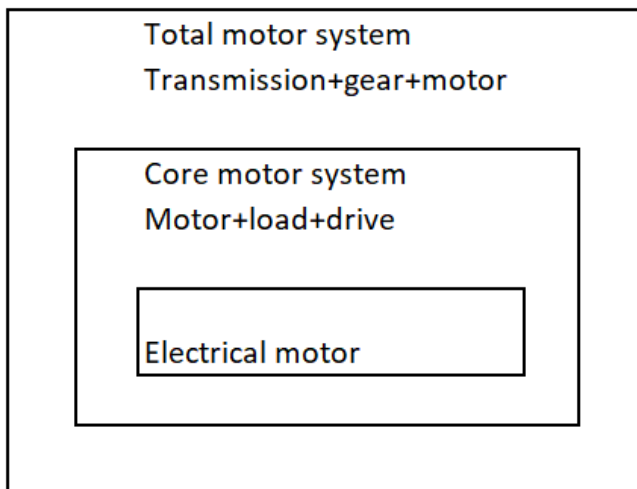 Total motor system
Transmission+gear+motor
Core motor system
Motor+load+drive
Electrical motor